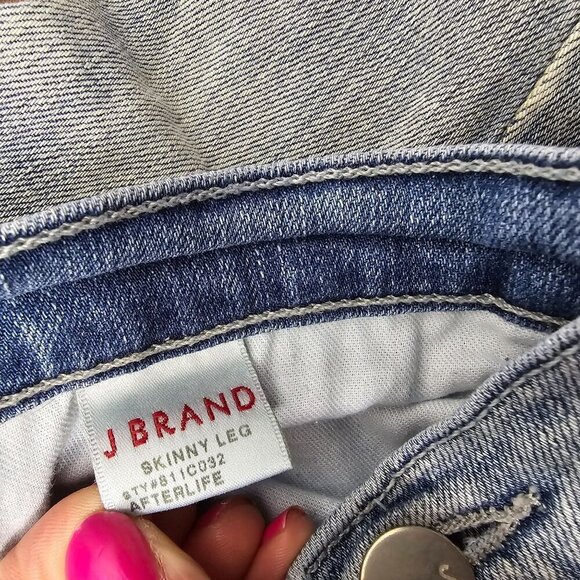 J BRAND
SKINNY LEG
STY#811C032
AFTERLIFE